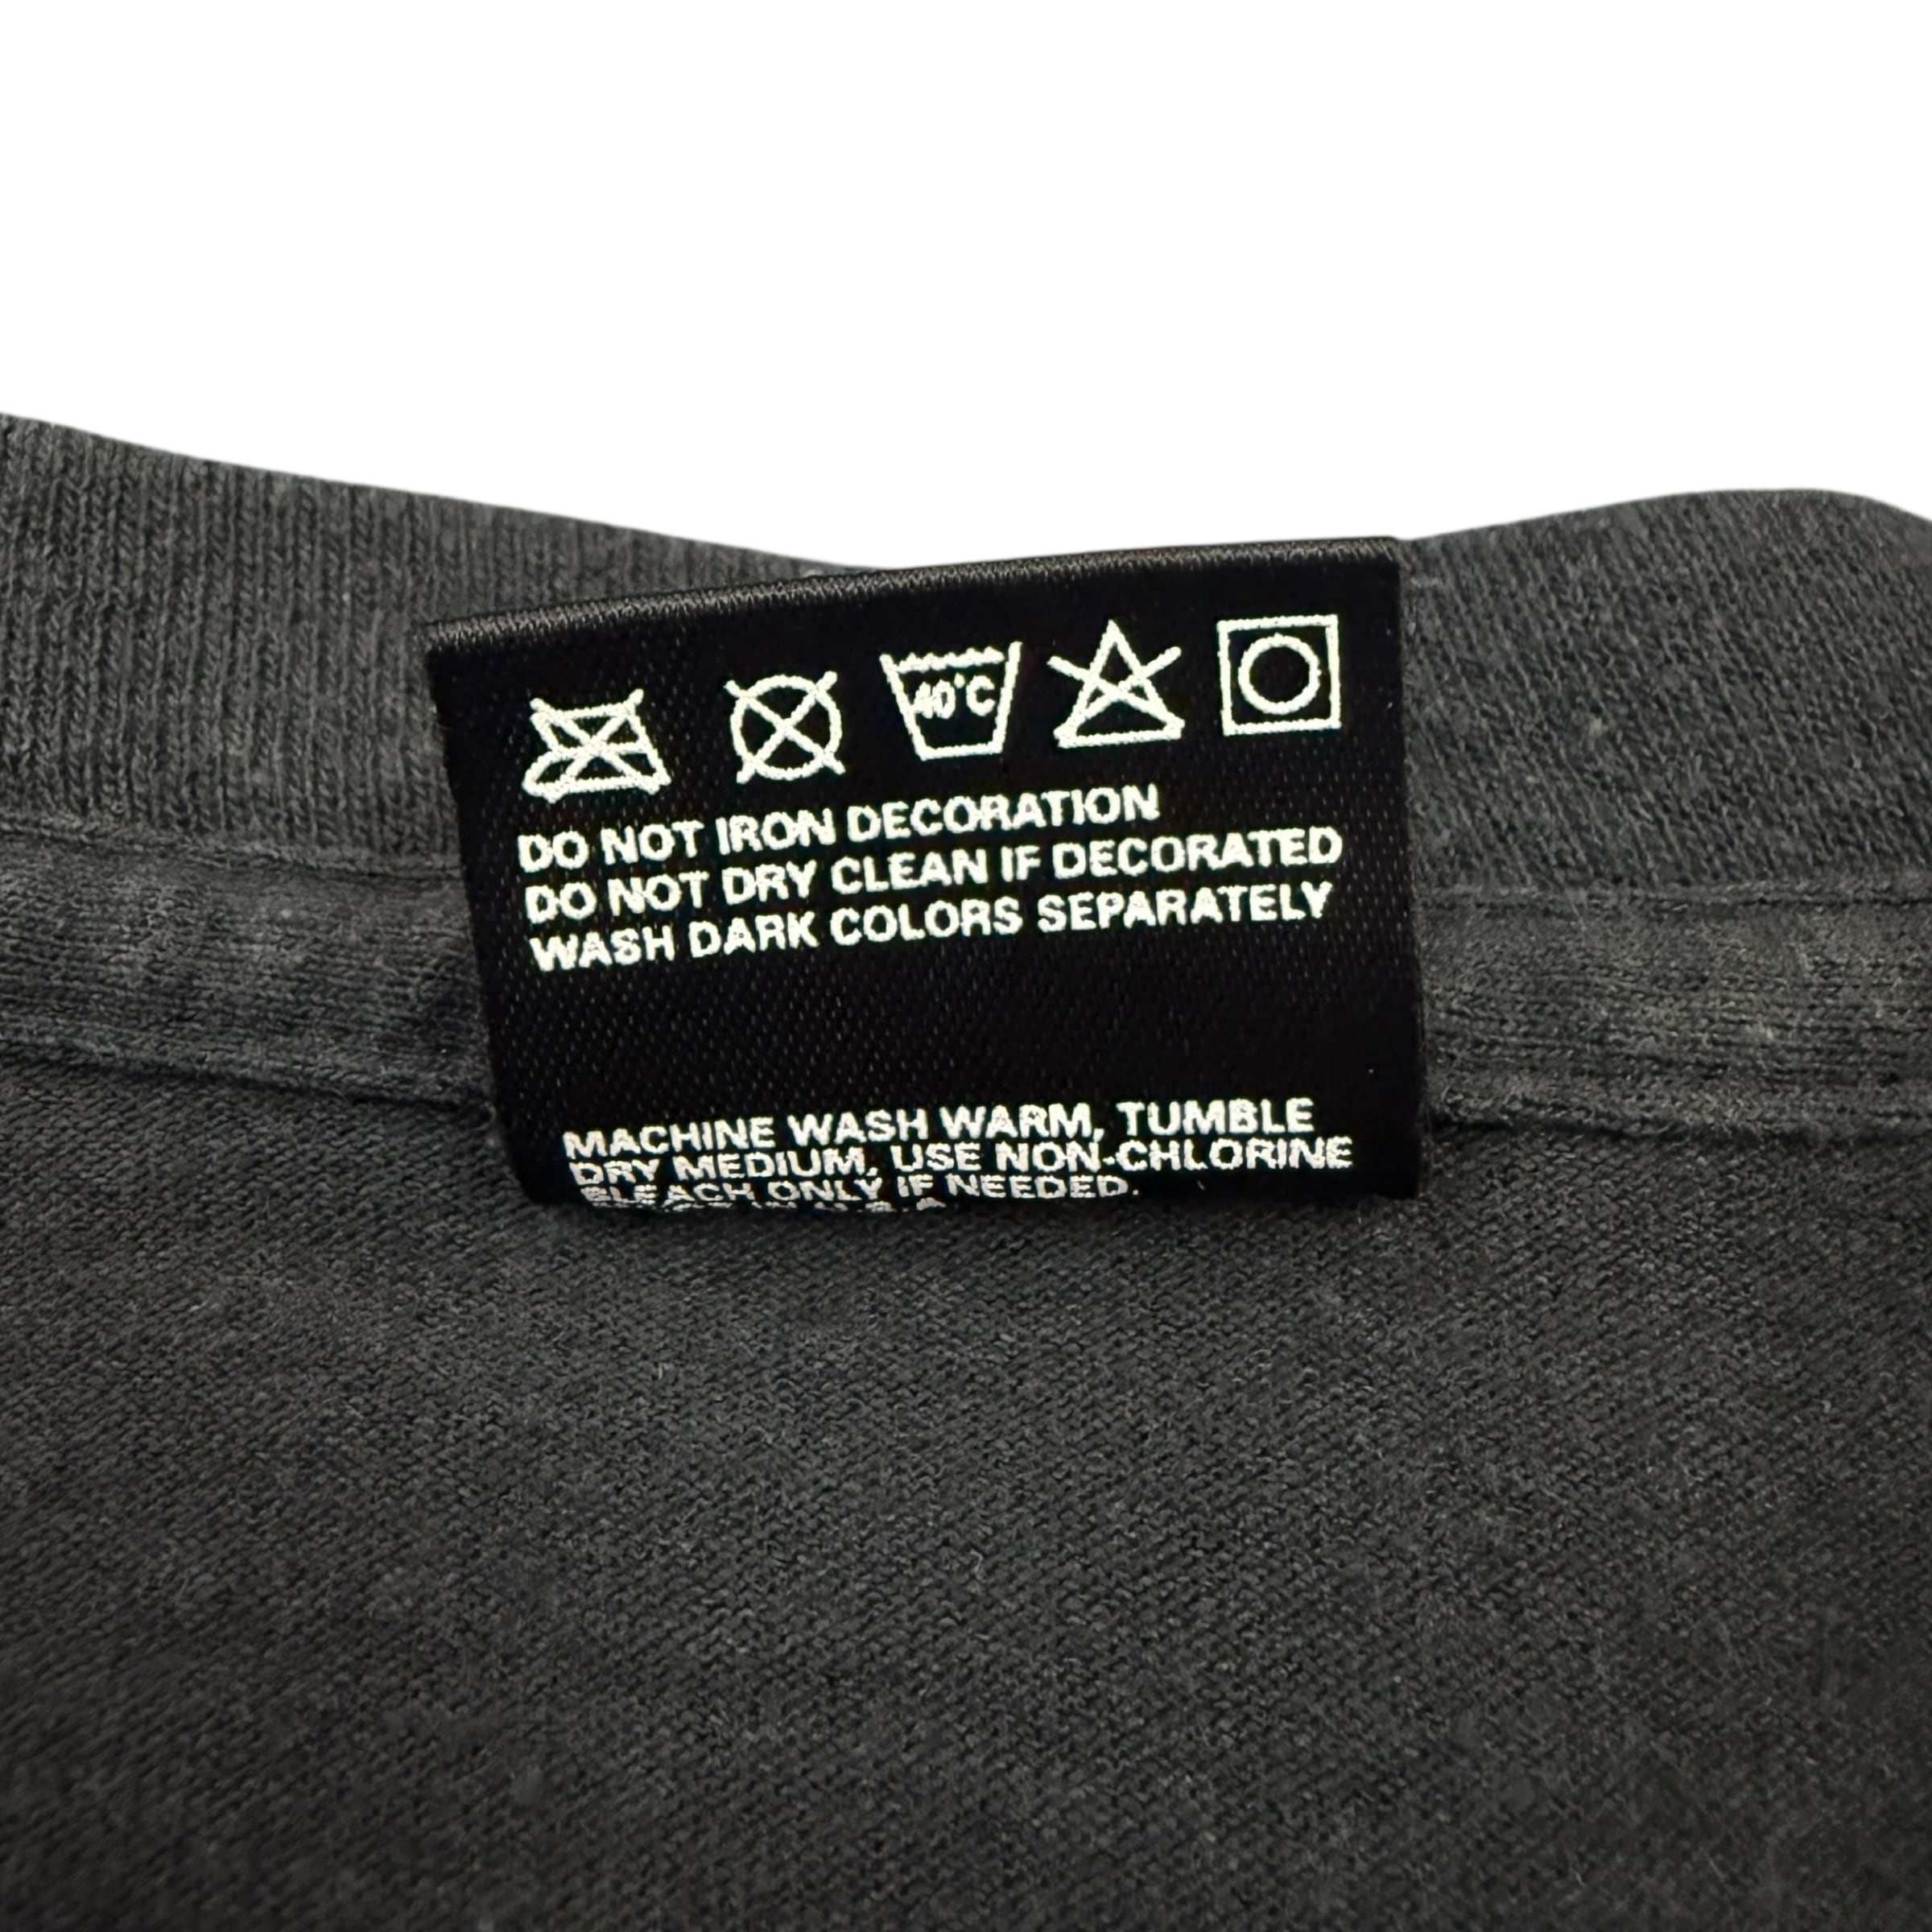 40°C
DO NOT IRON DECORATION
DO NOT DRY CLEAN IF DECORATED
WASH DARK COLORS SEPARATELY
MACHINE WASH WARM, TUMBLE
DRY MEDIUM, USE NON-CHLORINE
BLEACH ONLY IF NEEDED.
IN U.S.A.